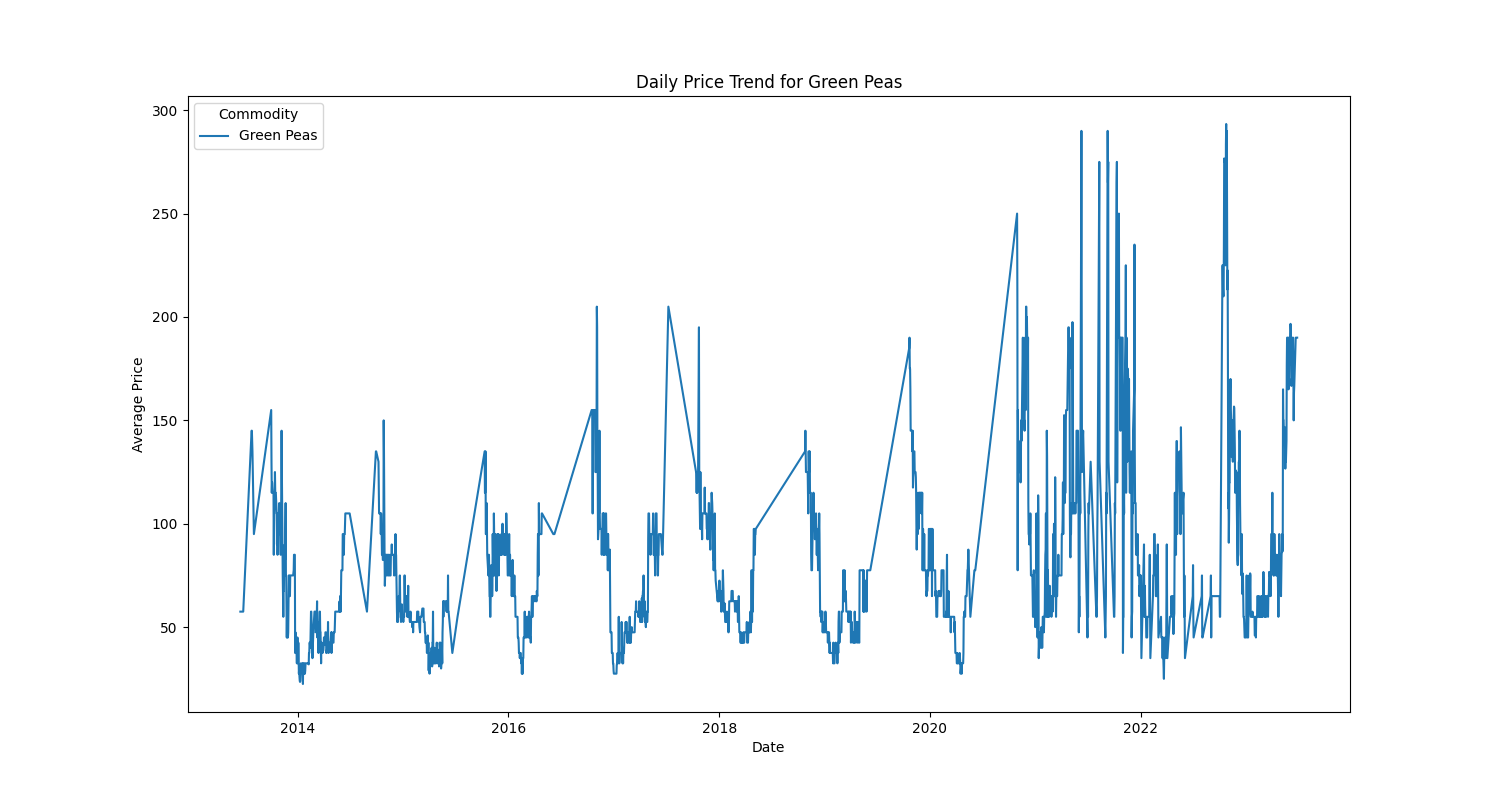 Daily Price Trend for Green Peas
Commodity
Green Peas
300
250
200
150
100
50
Average Price
2014 2016 2018 2020 2022
Date